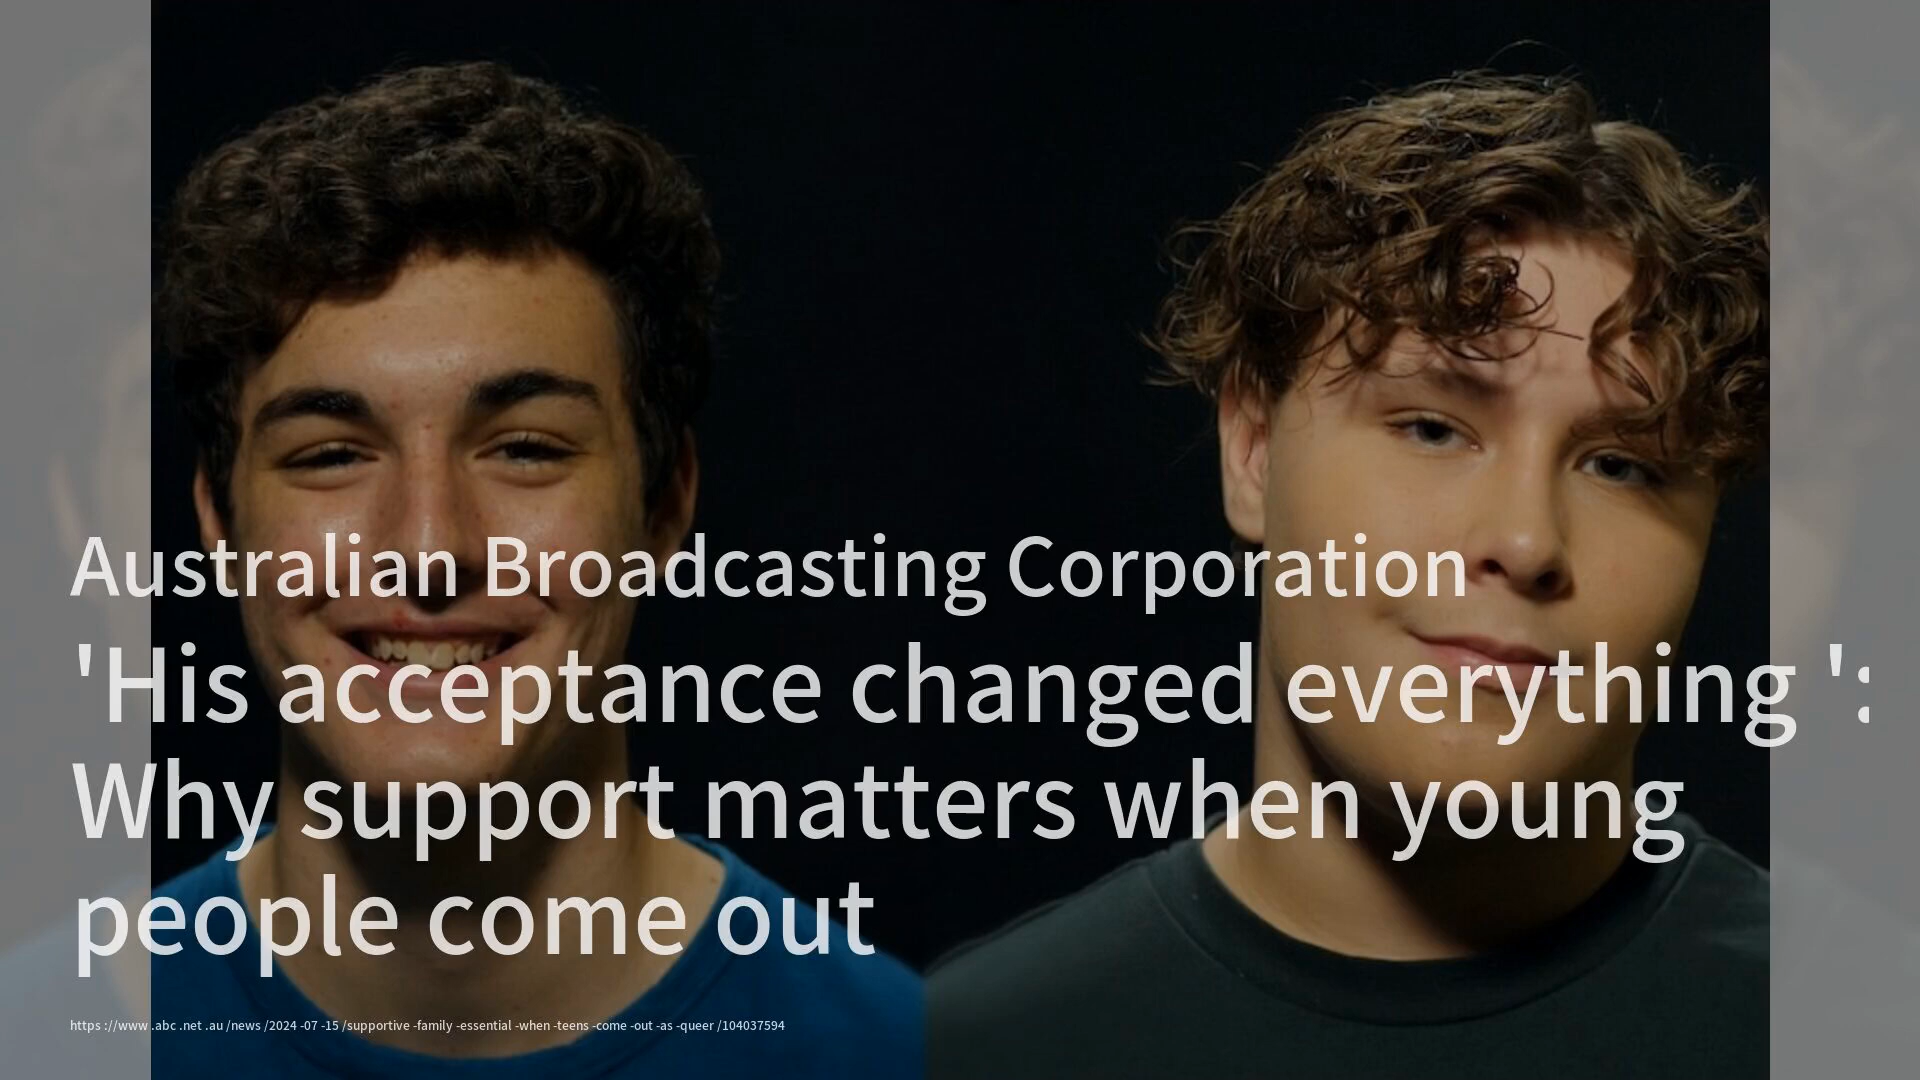 Australian Broadcasting Corporation
'His acceptance changed everything ':
Why support matters when young
people come out
https ://www .abc .net .au /news /2024 -07 -15 /supportive -family -essential -when -teens -come -out -as -queer /104037594